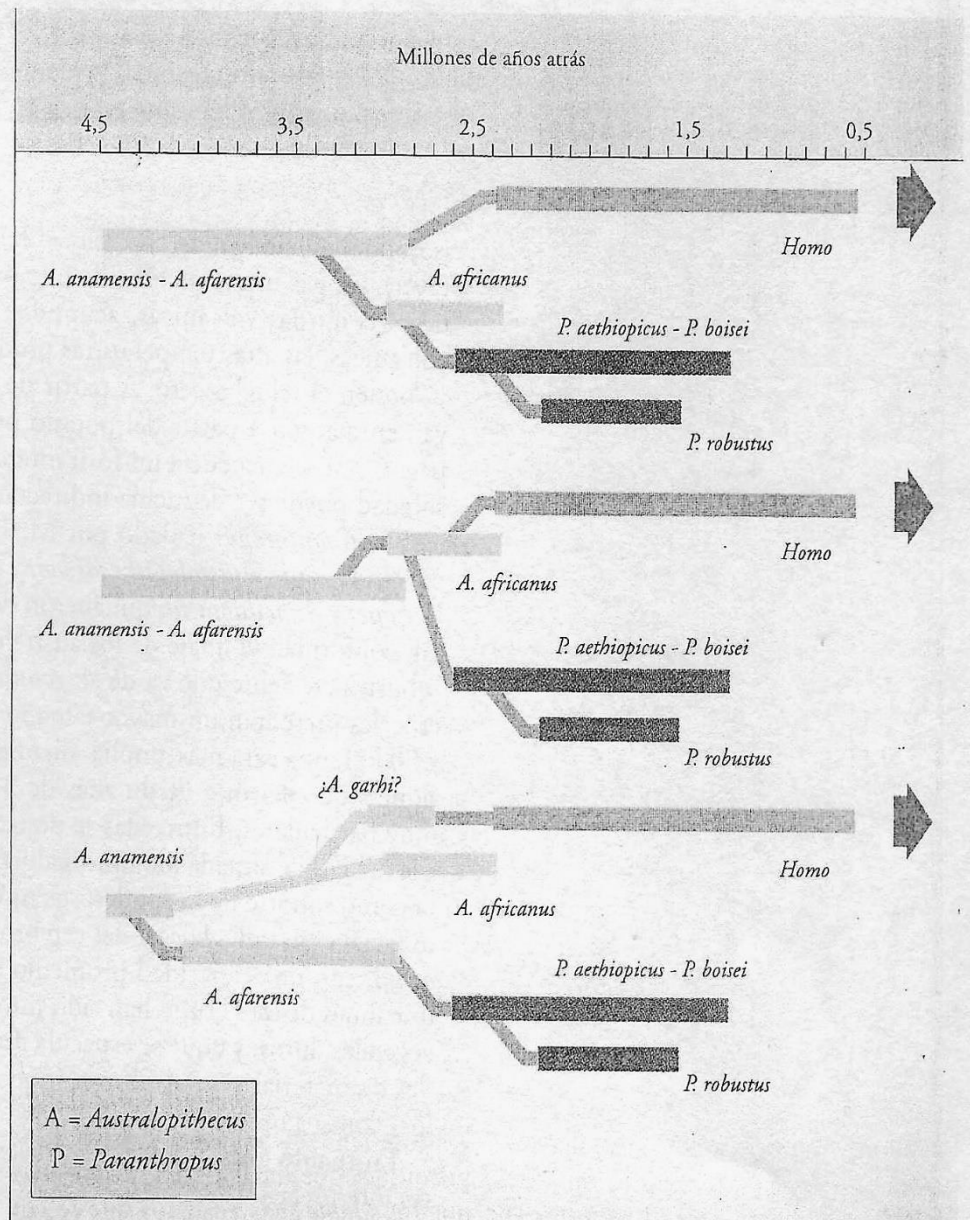 Millones de años atrás
4,5 3,5 2,5 1,5 0,5
Homo
A. anamensis - A. afarensis
A. africanus
P. aethiopicus - P. boisei
P. robustus
Homo
A. africanus
A. anamensis - A. afarensis
P. aethiopicus - P. boisei
P. robustus
¿A. garhi?
A. anamensis
Homo
A. africanus
P. aethiopicus - P. boisei
A. afarensis
P. robustus
A = Australopithecus
P = Paranthropus